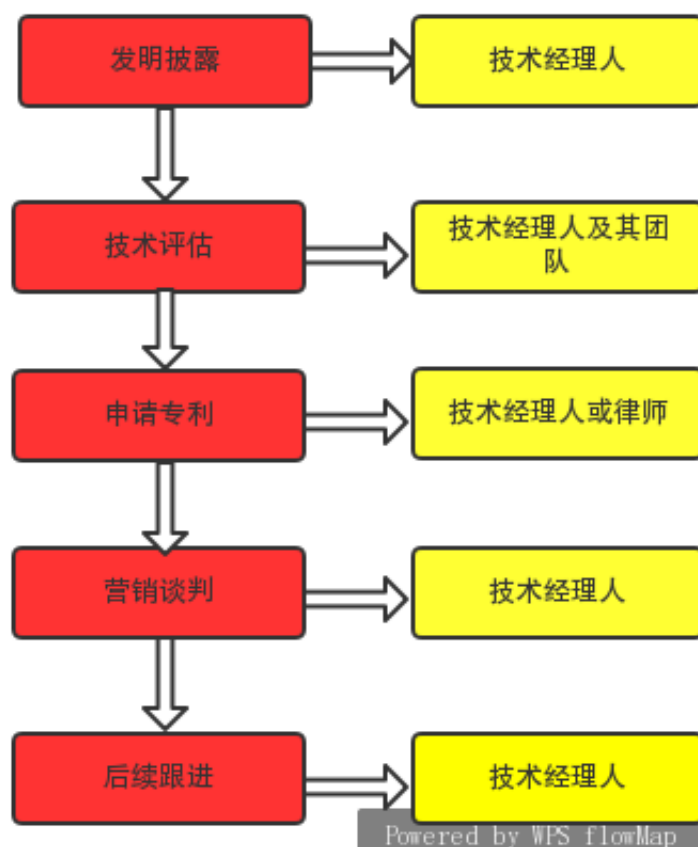 发明披露
技术经理人
技术评估
技术经理人及其团
队
申请专利
技术经理人或律师
营销谈判
技术经理人
后续跟进
技术经理人
Powered by WPS flowMap